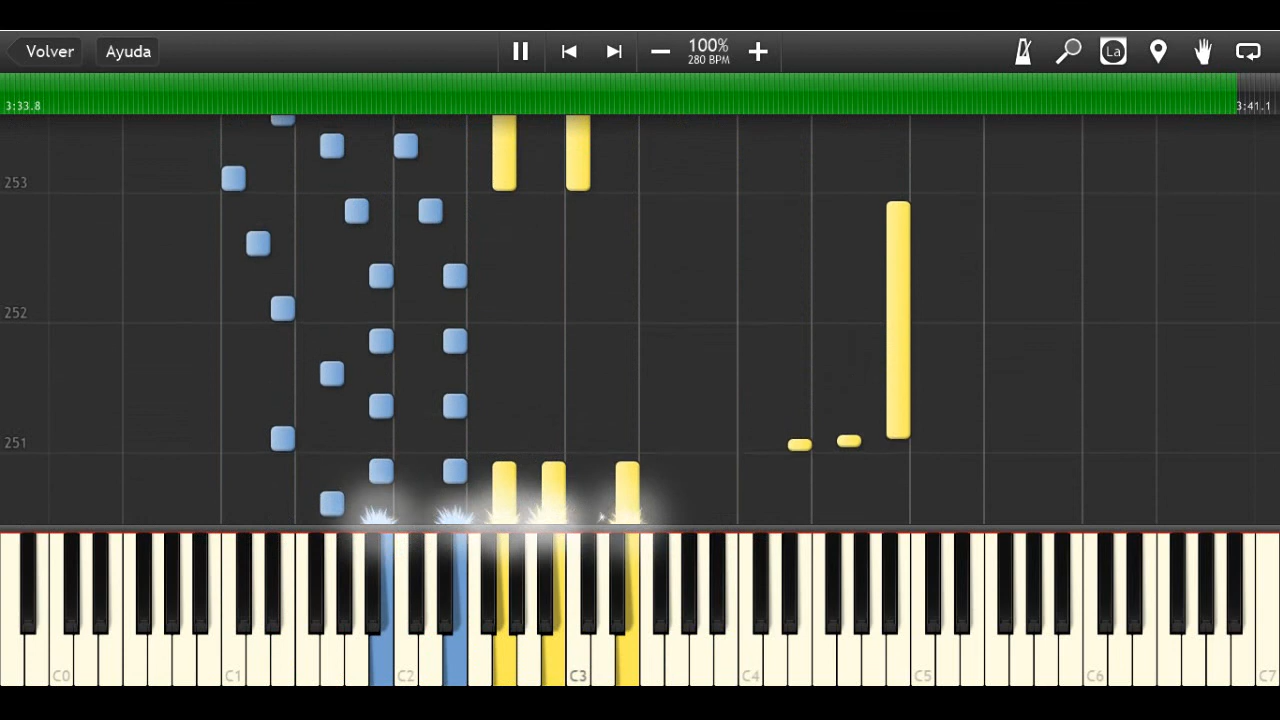 Volver Ayuda 100% La
280 BPM
3:33.8 3:41.1
253
252
251
C0 C1 C2 C3 C4 C5 C6 C7